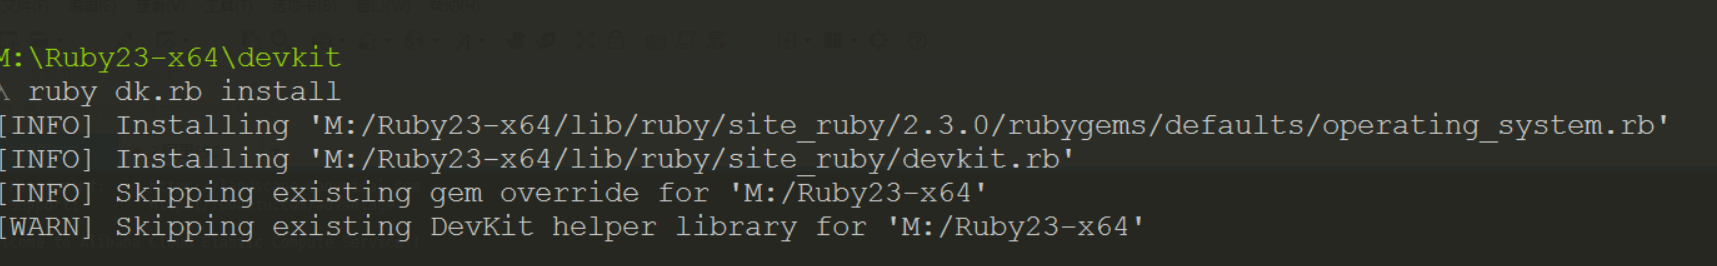 M:\Ruby23-x64\devkit
λ ruby dk.rb install
[INFO] Installing 'M:/Ruby23-x64/lib/ruby/site_ruby/2.3.0/rubygems/defaults/operating_system.rb'
[INFO] Installing 'M:/Ruby23-x64/lib/ruby/site_ruby/devkit.rb'
[INFO] Skipping existing gem override for 'M:/Ruby23-x64'
[WARN] Skipping existing DevKit helper library for 'M:/Ruby23-x64'